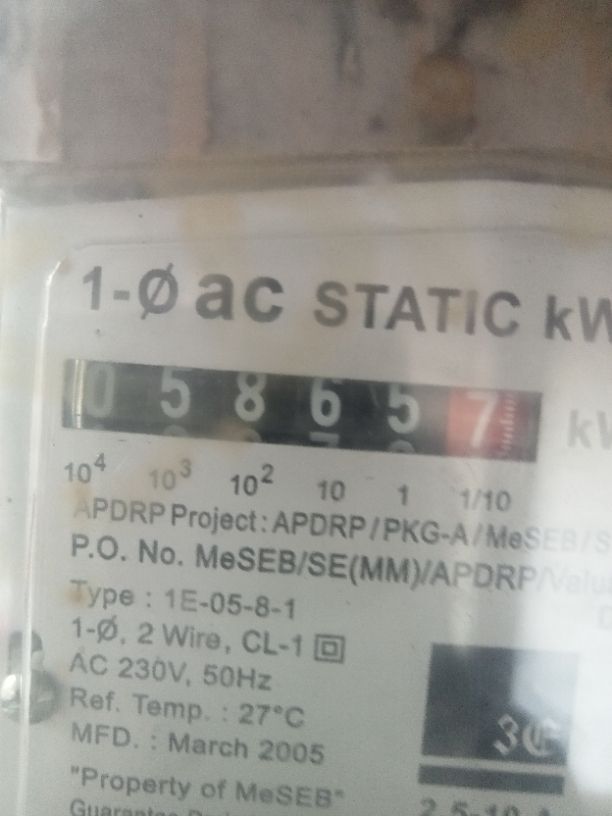 1-Ø ac STATIC kW
0 5 8 6 5 7 kW
10⁴ 10³ 10² 10 1 1/10
APDRP Project : APDRP / PKG-A / MeSEB / S
P.O. No. MeSEB/SE(MM)/APDRP/Valu
Type : 1E-05-8-1
1-Ø, 2 Wire, CL-1
AC 230V, 50Hz
Ref. Temp. : 27°C
MFD. : March 2005
"Property of MeSEB"